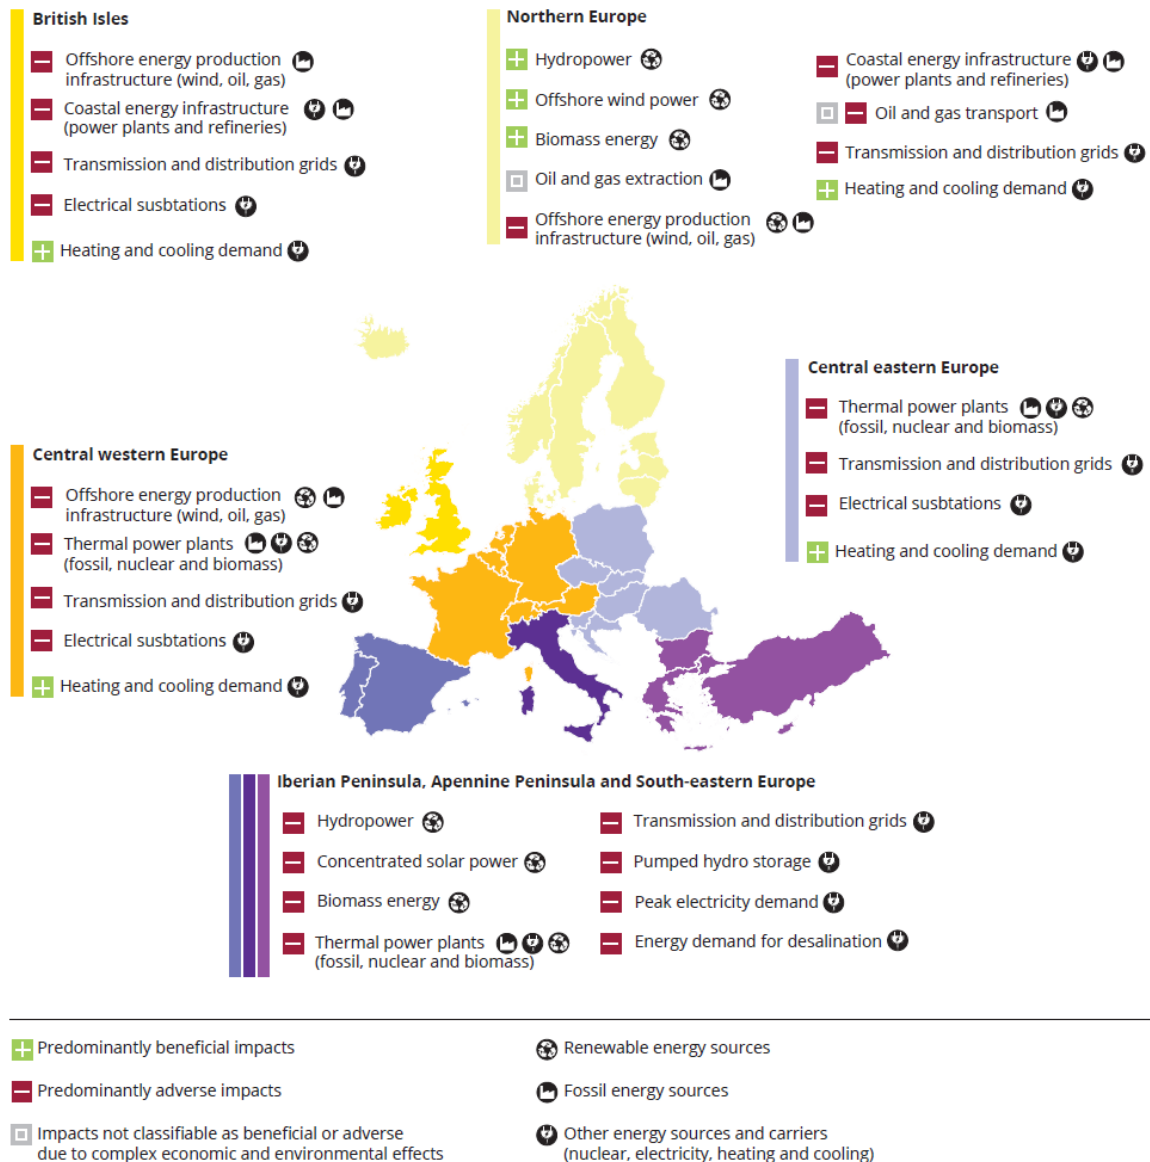 British Isles
Offshore energy production
infrastructure (wind, oil, gas)
Coastal energy infrastructure
(power plants and refineries)
Transmission and distribution grids
Electrical susbtations
Heating and cooling demand
Northern Europe
Hydropower
Offshore wind power
Biomass energy
Oil and gas extraction
Offshore energy production
infrastructure (wind, oil, gas)
Coastal energy infrastructure
(power plants and refineries)
Oil and gas transport
Transmission and distribution grids
Heating and cooling demand
Central eastern Europe
Thermal power plants
(fossil, nuclear and biomass)
Transmission and distribution grids
Electrical susbtations
Heating and cooling demand
Central western Europe
Offshore energy production
infrastructure (wind, oil, gas)
Thermal power plants
(fossil, nuclear and biomass)
Transmission and distribution grids
Electrical susbtations
Heating and cooling demand
Iberian Peninsula, Apennine Peninsula and South-eastern Europe
Hydropower
Concentrated solar power
Biomass energy
Thermal power plants
(fossil, nuclear and biomass)
Transmission and distribution grids
Pumped hydro storage
Peak electricity demand
Energy demand for desalination
Predominantly beneficial impacts
Predominantly adverse impacts
Impacts not classifiable as beneficial or adverse
due to complex economic and environmental effects
Renewable energy sources
Fossil energy sources
Other energy sources and carriers
(nuclear, electricity, heating and cooling)